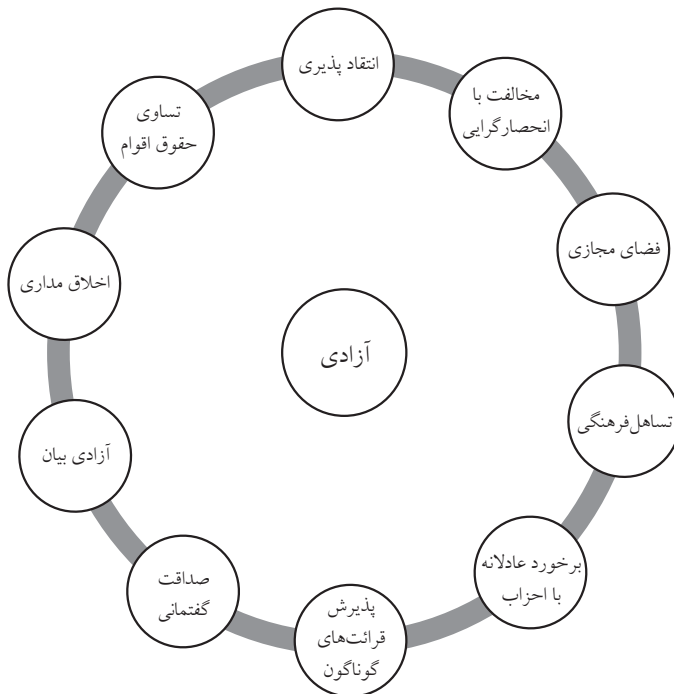 انتقاد پذیری
مخالفت با
انحصارگرایی
فضای مجازی
تساهل‌فرهنگی
برخورد عادلانه
با احزاب
پذیرش
قرائت‌های
گوناگون
صداقت
گفتمانی
آزادی بیان
اخلاق مداری
تساوی
حقوق اقوام
آزادی